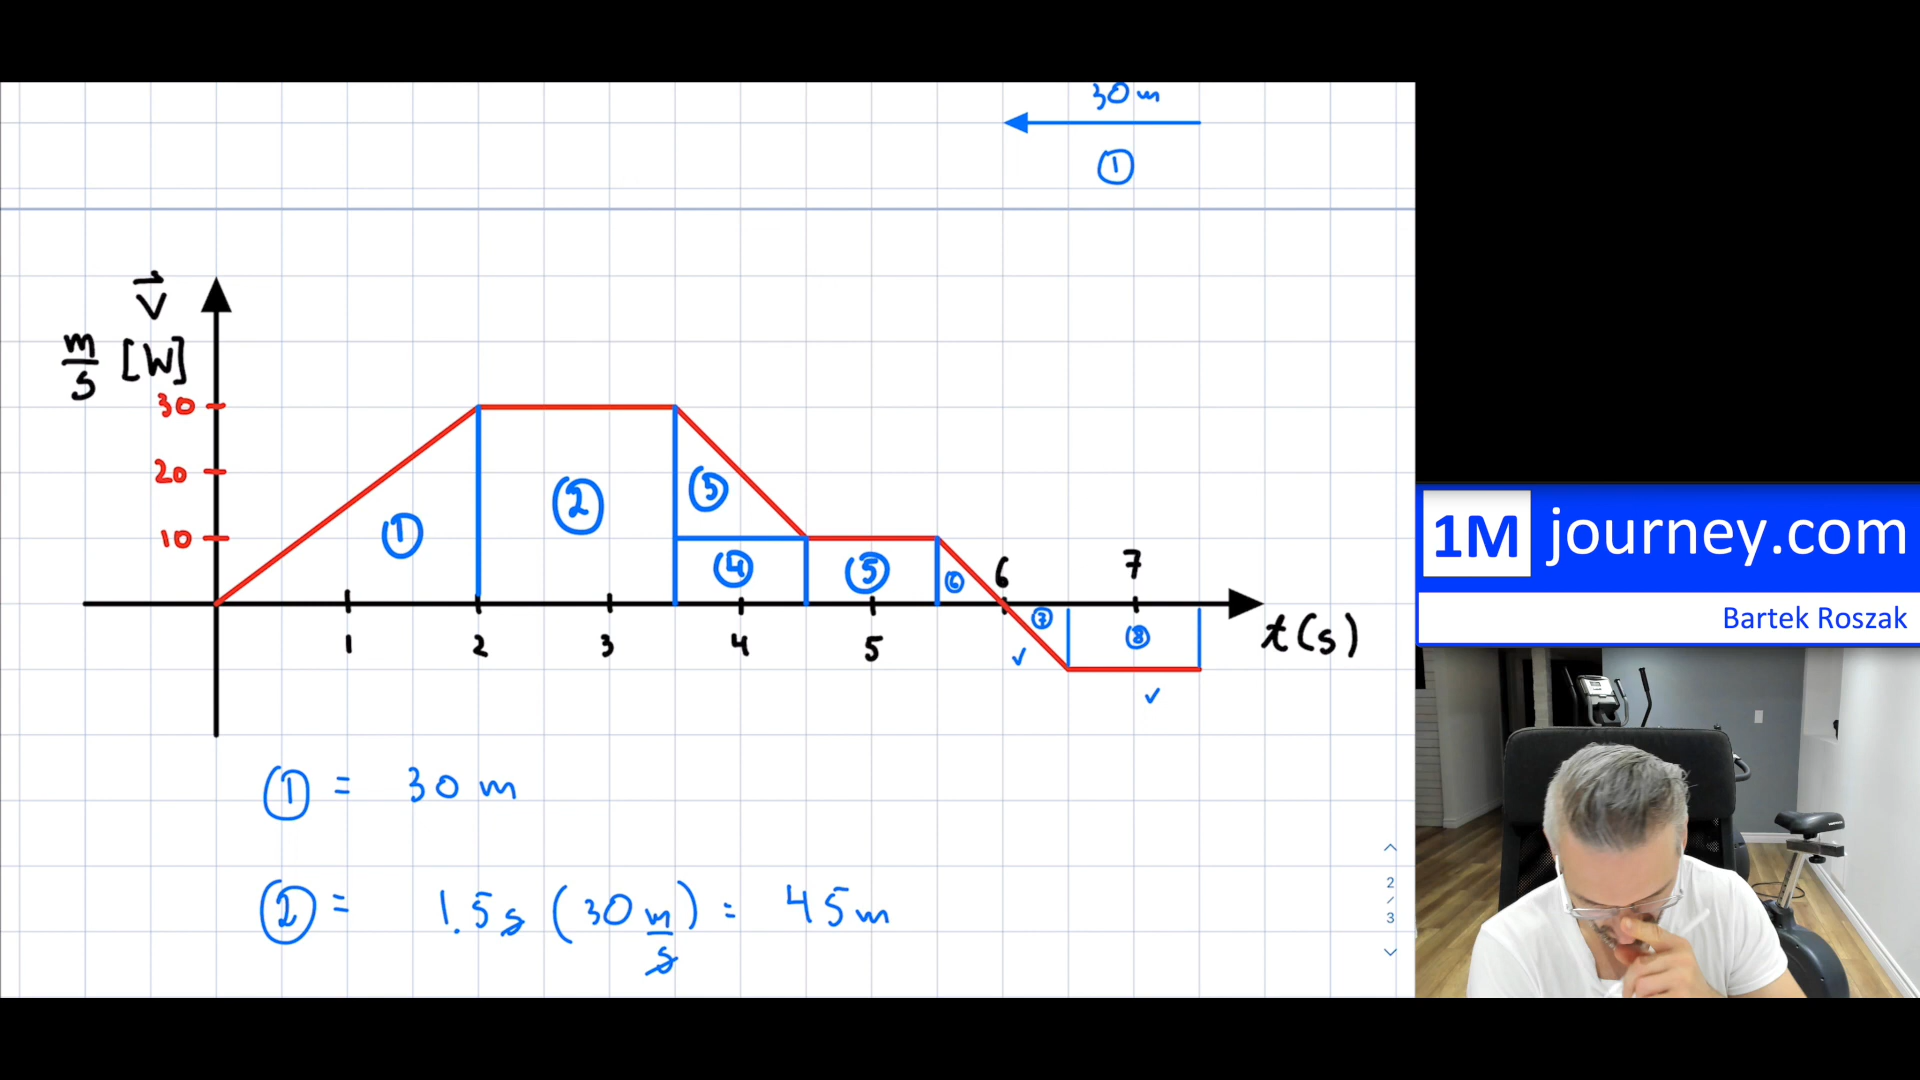 30 m
①
v
m/s [W]
30
20
10
①
②
③
④
⑤
⑥
⑦
⑧
✓
✓
1 2 3 4 5 6 7
t(s)
① = 30 m
② = 1.5 s (30 m/s) = 45 m
2
/
3
1M journey.com
Bartek Roszak